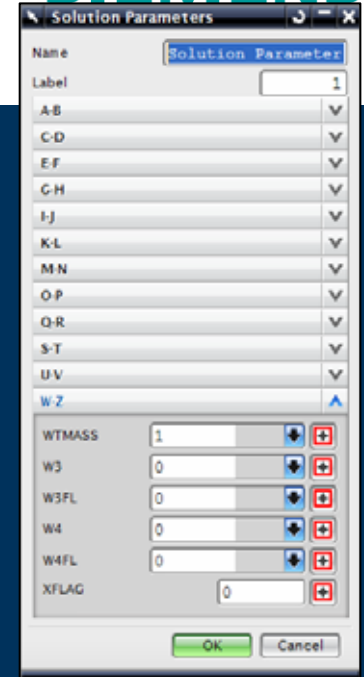 Solution Parameters
Name Solution Parameter
Label 1
A-B
C-D
E-F
G-H
I-J
K-L
M-N
O-P
Q-R
S-T
U-V
W-Z
WTMASS 1
W3 0
W3FL 0
W4 0
W4FL 0
XFLAG 0
OK Cancel